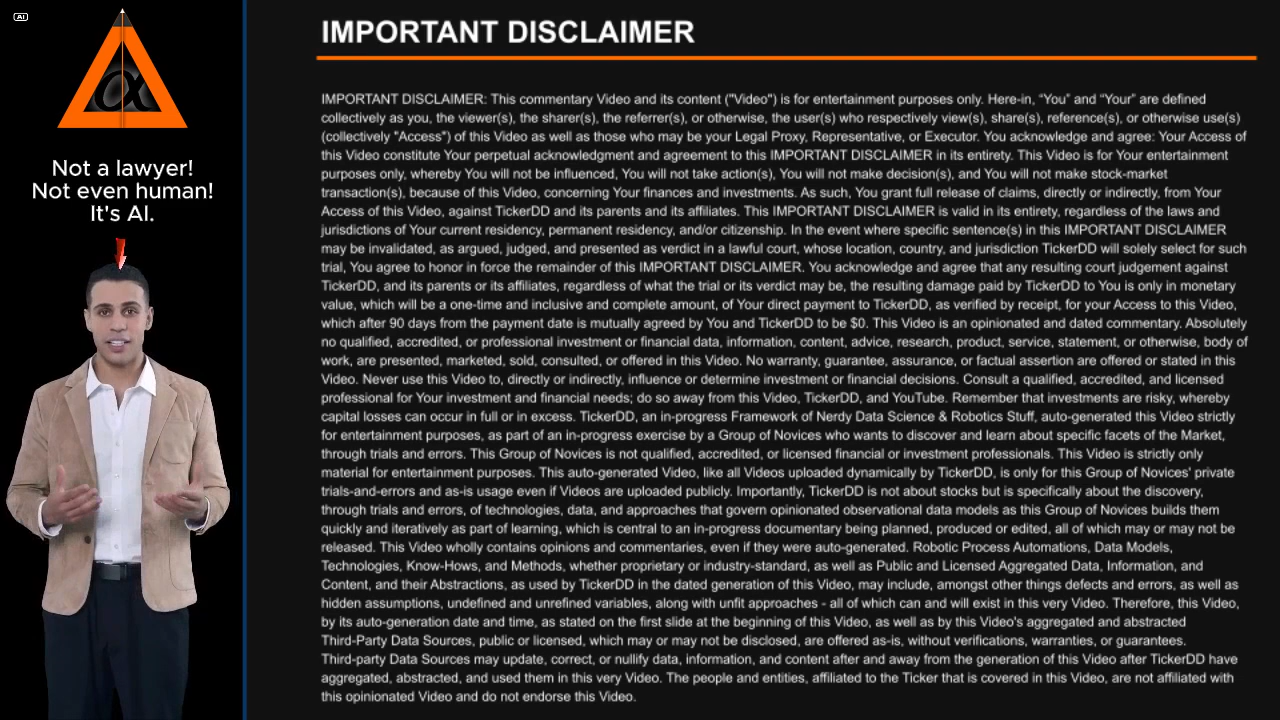 AI
α
Not a lawyer!
Not even human!
It's AI.
IMPORTANT DISCLAIMER
IMPORTANT DISCLAIMER: This commentary Video and its content ("Video") is for entertainment purposes only. Here-in, “You” and “Your” are defined
collectively as you, the viewer(s), the sharer(s), the referrer(s), or otherwise, the user(s) who respectively view(s), share(s), reference(s), or otherwise use(s)
(collectively "Access") of this Video as well as those who may be your Legal Proxy, Representative, or Executor. You acknowledge and agree: Your Access of
this Video constitute Your perpetual acknowledgment and agreement to this IMPORTANT DISCLAIMER in its entirety. This Video is for Your entertainment
purposes only, whereby You will not be influenced, You will not take action(s), You will not make decision(s), and You will not make stock-market
transaction(s), because of this Video, concerning Your finances and investments. As such, You grant full release of claims, directly or indirectly, from Your
Access of this Video, against TickerDD and its parents and its affiliates. This IMPORTANT DISCLAIMER is valid in its entirety, regardless of the laws and
jurisdictions of Your current residency, permanent residency, and/or citizenship. In the event where specific sentence(s) in this IMPORTANT DISCLAIMER
may be invalidated, as argued, judged, and presented as verdict in a lawful court, whose location, country, and jurisdiction TickerDD will solely select for such
trial, You agree to honor in force the remainder of this IMPORTANT DISCLAIMER. You acknowledge and agree that any resulting court judgement against
TickerDD, and its parents or its affiliates, regardless of what the trial or its verdict may be, the resulting damage paid by TickerDD to You is only in monetary
value, which will be a one-time and inclusive and complete amount, of Your direct payment to TickerDD, as verified by receipt, for your Access to this Video,
which after 90 days from the payment date is mutually agreed by You and TickerDD to be $0. This Video is an opinionated and dated commentary. Absolutely
no qualified, accredited, or professional investment or financial data, information, content, advice, research, product, service, statement, or otherwise, body of
work, are presented, marketed, sold, consulted, or offered in this Video. No warranty, guarantee, assurance, or factual assertion are offered or stated in this
Video. Never use this Video to, directly or indirectly, influence or determine investment or financial decisions. Consult a qualified, accredited, and licensed
professional for Your investment and financial needs; do so away from this Video, TickerDD, and YouTube. Remember that investments are risky, whereby
capital losses can occur in full or in excess. TickerDD, an in-progress Framework of Nerdy Data Science & Robotics Stuff, auto-generated this Video strictly
for entertainment purposes, as part of an in-progress exercise by a Group of Novices who wants to discover and learn about specific facets of the Market,
through trials and errors. This Group of Novices is not qualified, accredited, or licensed financial or investment professionals. This Video is strictly only
material for entertainment purposes. This auto-generated Video, like all Videos uploaded dynamically by TickerDD, is only for this Group of Novices' private
trials-and-errors and as-is usage even if Videos are uploaded publicly. Importantly, TickerDD is not about stocks but is specifically about the discovery,
through trials and errors, of technologies, data, and approaches that govern opinionated observational data models as this Group of Novices builds them
quickly and iteratively as part of learning, which is central to an in-progress documentary being planned, produced or edited, all of which may or may not be
released. This Video wholly contains opinions and commentaries, even if they were auto-generated. Robotic Process Automations, Data Models,
Technologies, Know-Hows, and Methods, whether proprietary or industry-standard, as well as Public and Licensed Aggregated Data, Information, and
Content, and their Abstractions, as used by TickerDD in the dated generation of this Video, may include, amongst other things defects and errors, as well as
hidden assumptions, undefined and unrefined variables, along with unfit approaches - all of which can and will exist in this very Video. Therefore, this Video,
by its auto-generation date and time, as stated on the first slide at the beginning of this Video, as well as by this Video's aggregated and abstracted
Third-Party Data Sources, public or licensed, which may or may not be disclosed, are offered as-is, without verifications, warranties, or guarantees.
Third-party Data Sources may update, correct, or nullify data, information, and content after and away from the generation of this Video after TickerDD have
aggregated, abstracted, and used them in this very Video. The people and entities, affiliated to the Ticker that is covered in this Video, are not affiliated with
this opinionated Video and do not endorse this Video.